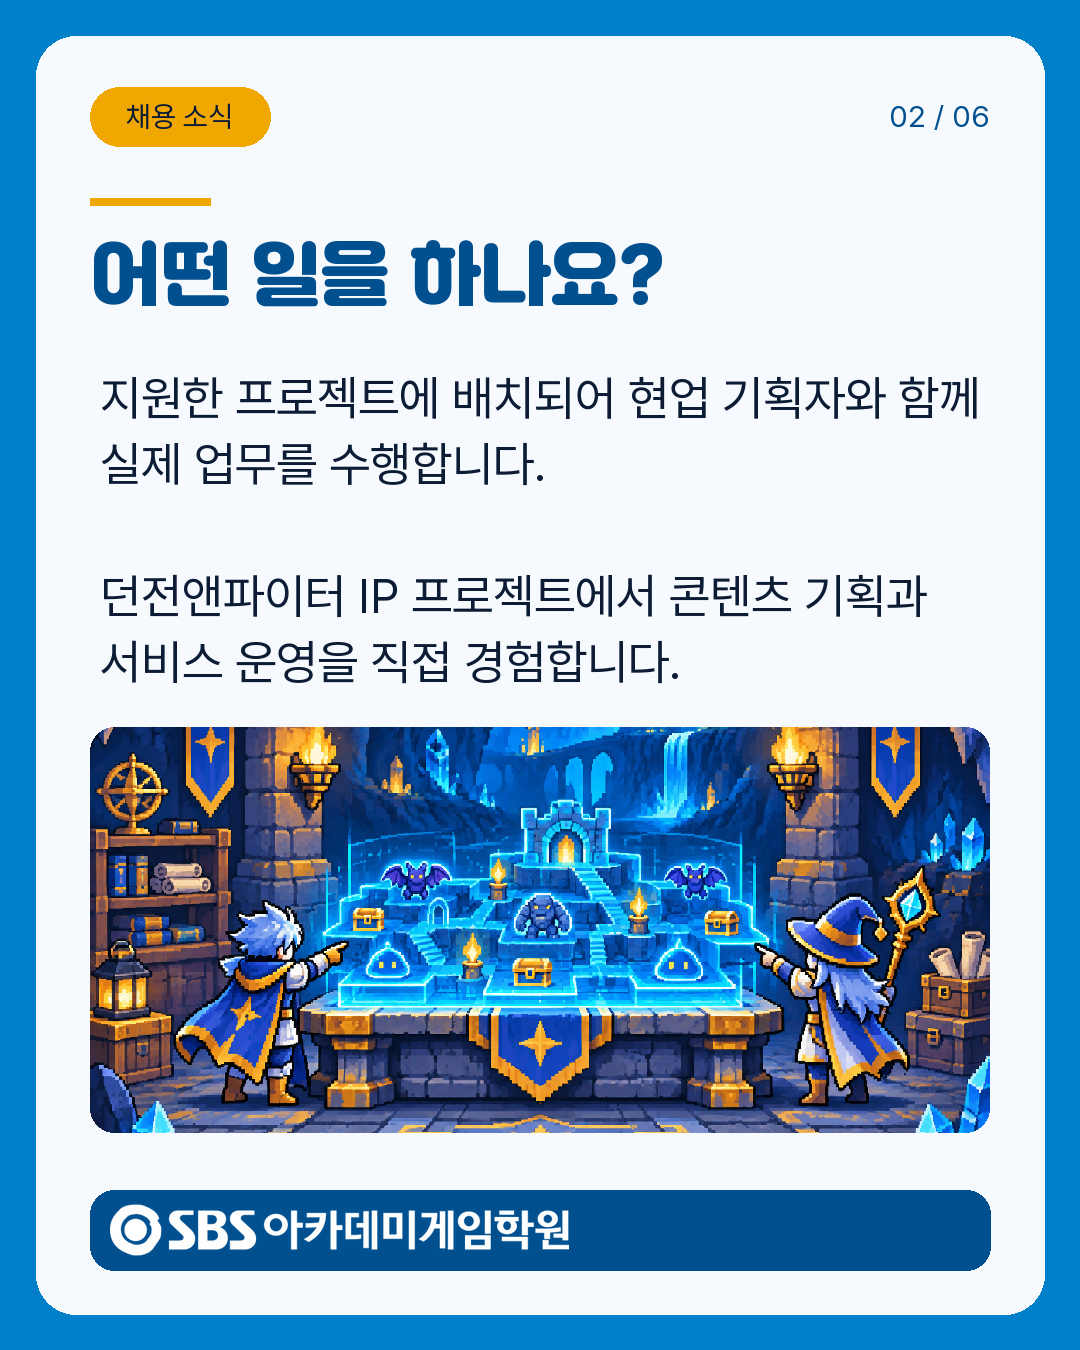 채용 소식
02 / 06
어떤 일을 하나요?
지원한 프로젝트에 배치되어 현업 기획자와 함께
실제 업무를 수행합니다.
던전앤파이터 IP 프로젝트에서 콘텐츠 기획과
서비스 운영을 직접 경험합니다.
SBS 아카데미게임학원